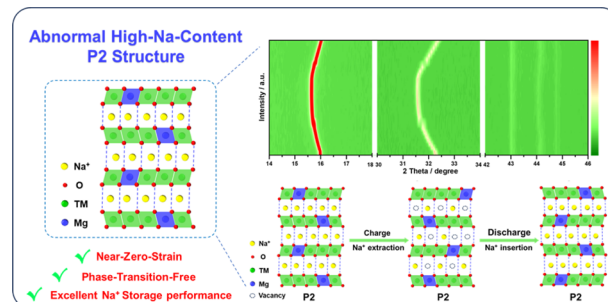 Abnormal High-Na-Content
P2 Structure
Na⁺
O
TM
Mg
Near-Zero-Strain
Phase-Transition-Free
Excellent Na⁺ Storage performance
Intensity / a.u.
14 15 16 17 18 30 31 32 33 34 42 43 44 45 46
2 Theta / degree
Na⁺
O
TM
Mg
Vacancy
Charge
Na⁺ extraction
Discharge
Na⁺ insertion
P2
P2
P2